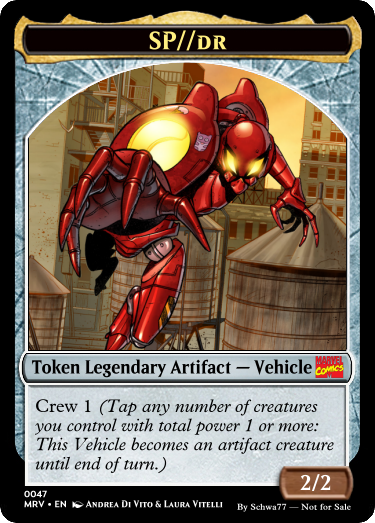 SP//DR
Token Legendary Artifact — Vehicle
MARVEL
COMICS
Crew 1 (Tap any number of creatures
you control with total power 1 or more:
This Vehicle becomes an artifact creature
until end of turn.)
2/2
0047
MRV • EN Andrea Di Vito & Laura Vitelli
By Schwa77 — Not for Sale